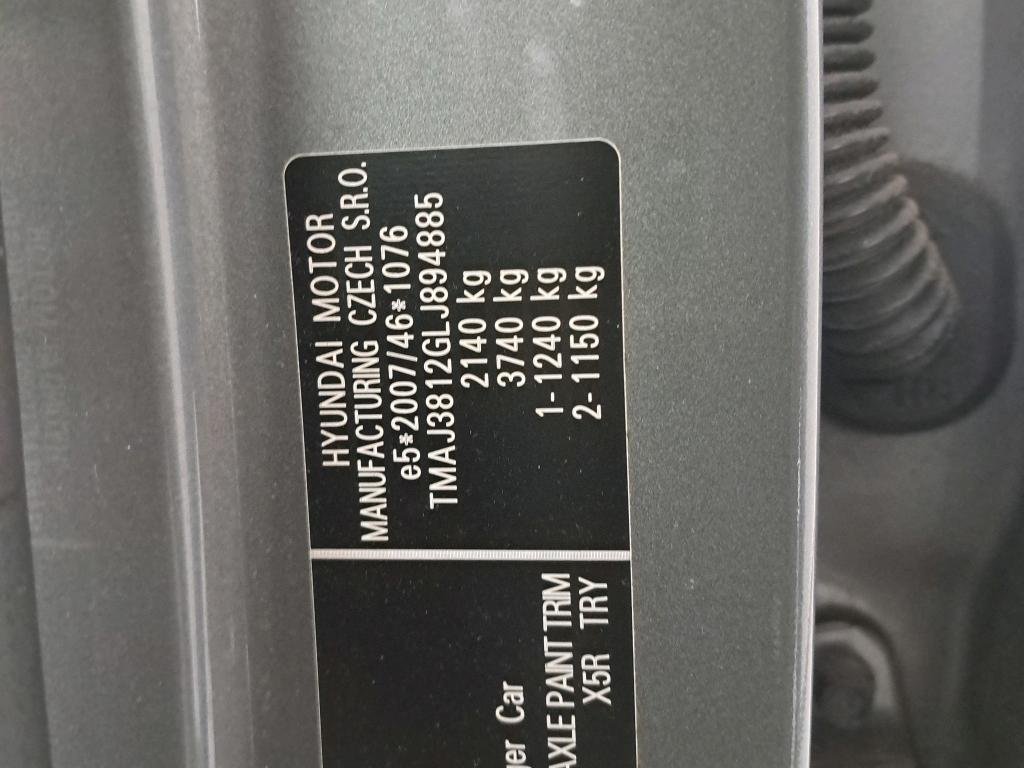 HYUNDAI MOTOR
MANUFACTURING CZECH S.R.O.
e5*2007/46*1076
TMAJ3812GLJ894885
2140 kg
3740 kg
1- 1240 kg
2- 1150 kg
Car
AXLE PAINT TRIM
X5R TRY